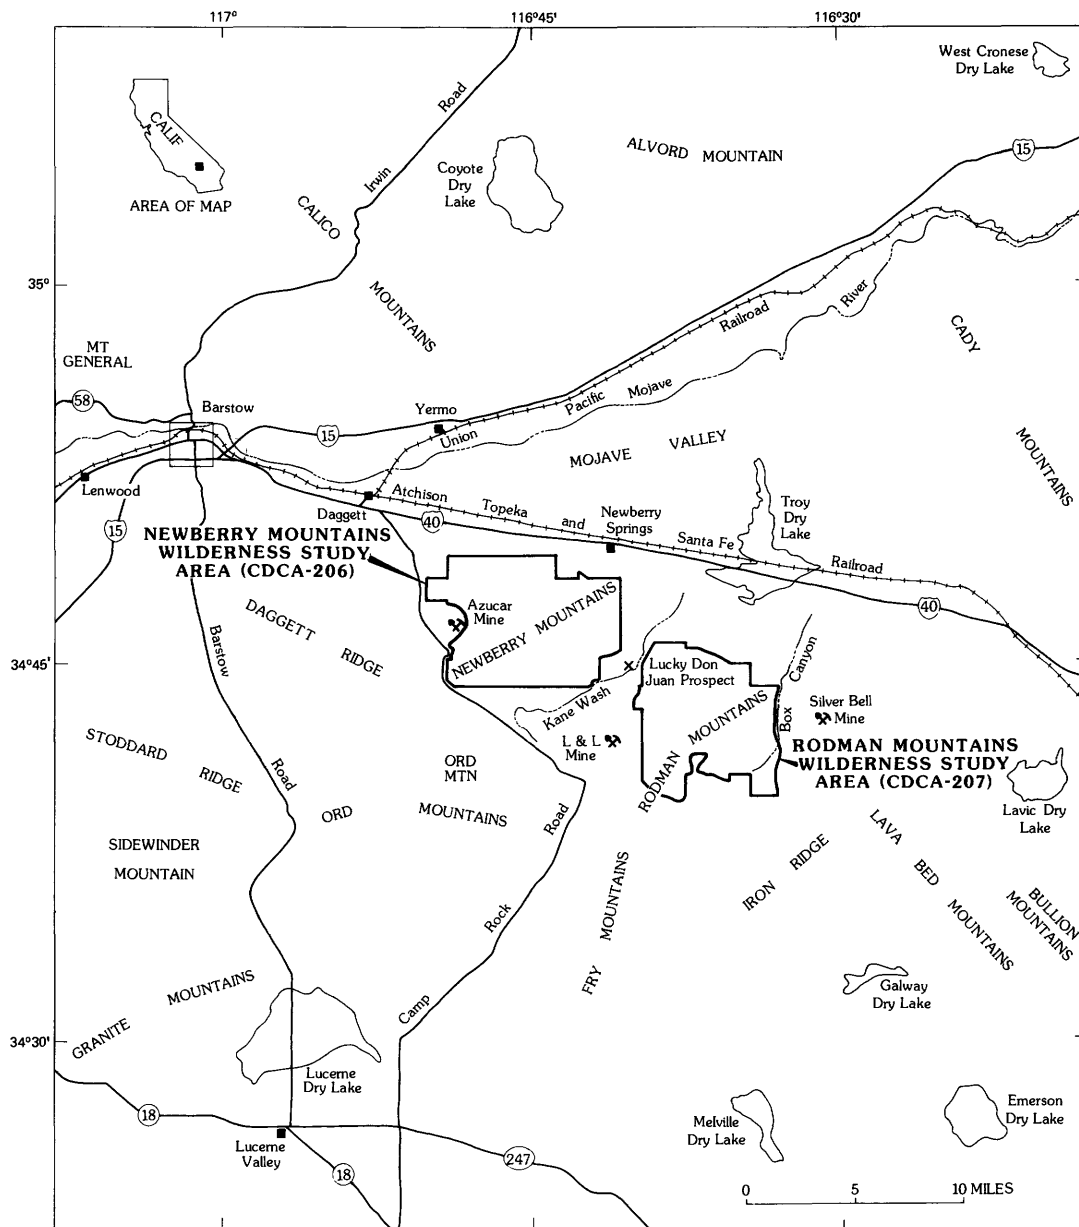 117°
116°45'
116°30'
West Cronese
Dry Lake
CALIF
AREA OF MAP
Irwin Road
Coyote
Dry
Lake
ALVORD MOUNTAIN
15
CALICO MOUNTAINS
35°
MT
GENERAL
58
Barstow
15
Yermo
Union Pacific Railroad
Mojave River
CADY MOUNTAINS
MOJAVE VALLEY
Lenwood
15
Daggett
Atchison Topeka and Santa Fe Railroad
40
Newberry
Springs
Troy
Dry
Lake
40
NEWBERRY MOUNTAINS
WILDERNESS STUDY
AREA (CDCA-206)
Azucar
Mine
NEWBERRY MOUNTAINS
DAGGETT RIDGE
34°45'
Barstow Road
Lucky Don
Juan Prospect
Kane Wash
Box Canyon
Silver Bell
Mine
L & L
Mine
RODMAN MOUNTAINS
RODMAN MOUNTAINS
WILDERNESS STUDY
AREA (CDCA-207)
STODDARD RIDGE
ORD
MTN
ORD MOUNTAINS
Lavic Dry
Lake
SIDEWINDER
MOUNTAIN
Camp Rock Road
FRY MOUNTAINS
IRON RIDGE
LAVA BED MOUNTAINS
BULLION
MOUNTAINS
GRANITE MOUNTAINS
Galway
Dry Lake
34°30'
Lucerne
Dry Lake
18
Lucerne
Valley
18
247
Melville
Dry Lake
Emerson
Dry Lake
0 5 10 MILES